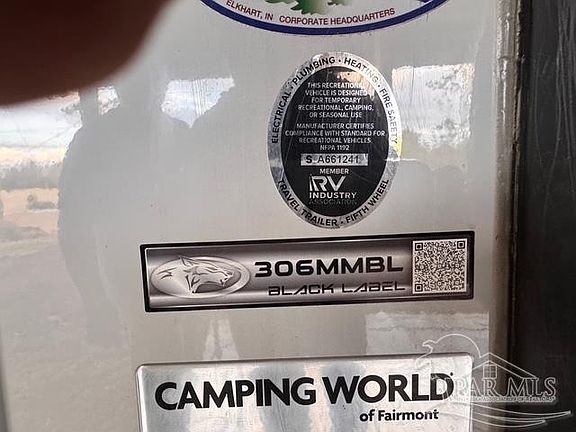 ELKHART, IN CORPORATE HEADQUARTERS
ELECTRICAL • PLUMBING • HEATING • FIRE SAFETY
THIS RECREATIONAL
VEHICLE IS DESIGNED
FOR TEMPORARY
RECREATIONAL, CAMPING,
OR SEASONAL USE
MANUFACTURER CERTIFIES
COMPLIANCE WITH STANDARD FOR
RECREATIONAL VEHICLES
NFPA 1192
S-A661241
MEMBER
RV
INDUSTRY
ASSOCIATION
TRAVEL TRAILER • FIFTH WHEEL
306MMBL
BLACK LABEL
CAMPING WORLD
of Fairmont
PAR MLS